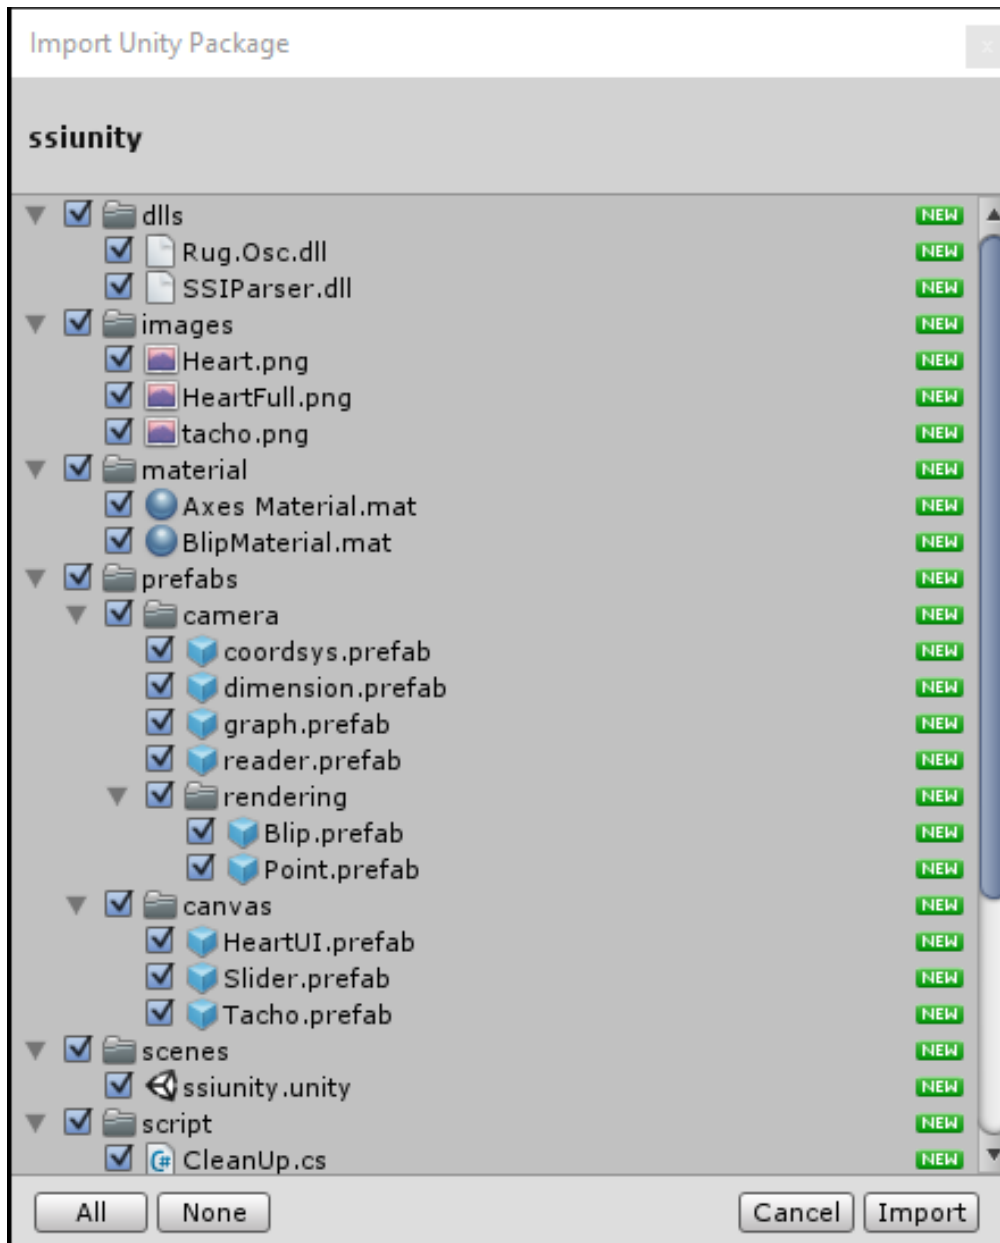 Import Unity Package
x
ssiunity
dlls NEW
Rug.Osc.dll NEW
SSIParser.dll NEW
images NEW
Heart.png NEW
HeartFull.png NEW
tacho.png NEW
material NEW
Axes Material.mat NEW
BlipMaterial.mat NEW
prefabs NEW
camera NEW
coordsys.prefab NEW
dimension.prefab NEW
graph.prefab NEW
reader.prefab NEW
rendering NEW
Blip.prefab NEW
Point.prefab NEW
canvas NEW
HeartUI.prefab NEW
Slider.prefab NEW
Tacho.prefab NEW
scenes NEW
ssiunity.unity NEW
script NEW
C# CleanUp.cs NEW
All None Cancel Import